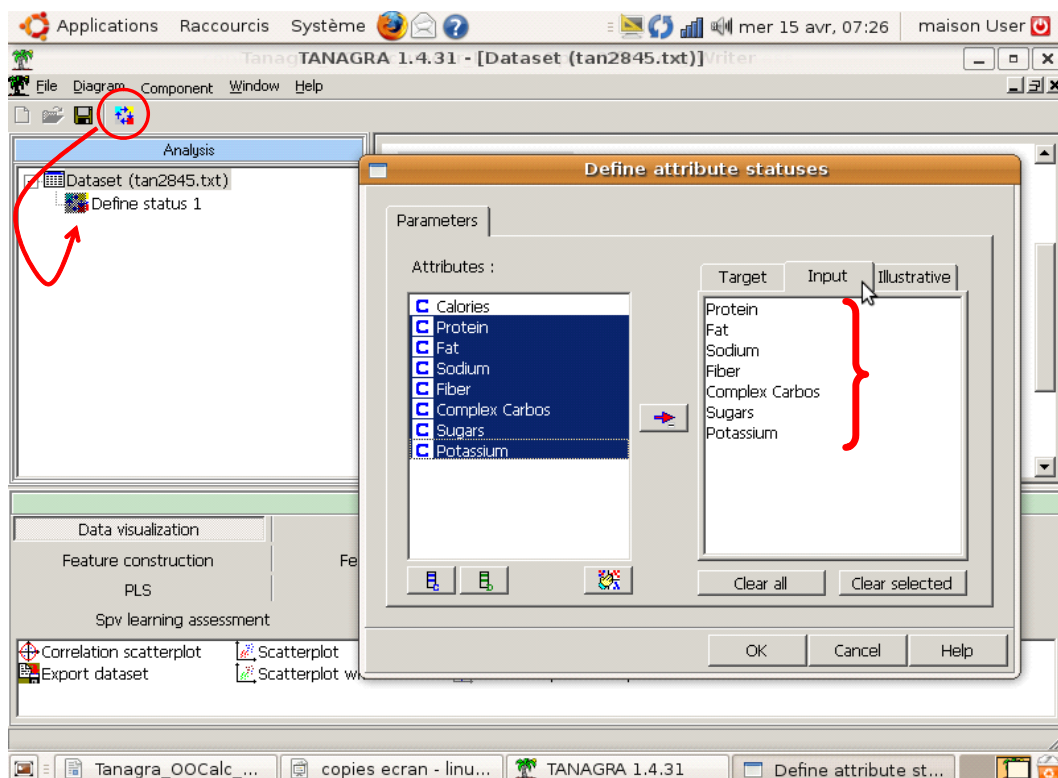 Applications Raccourcis Système mer 15 avr, 07:26 maison User
TANAGRA 1.4.31 - [Dataset (tan2845.txt)]
File Diagram Component Window Help
Analysis
Dataset (tan2845.txt)
Define status 1
Define attribute statuses
Parameters
Attributes :
Calories
Protein
Fat
Sodium
Fiber
Complex Carbos
Sugars
Potassium
Target Input Illustrative
Protein
Fat
Sodium
Fiber
Complex Carbos
Sugars
Potassium
Clear all Clear selected
OK Cancel Help
Data visualization
Feature construction Fe
PLS
Spv learning assessment
Correlation scatterplot Scatterplot
Export dataset Scatterplot wi
Tanagra_OOCalc_... copies ecran - linu... TANAGRA 1.4.31 Define attribute st...